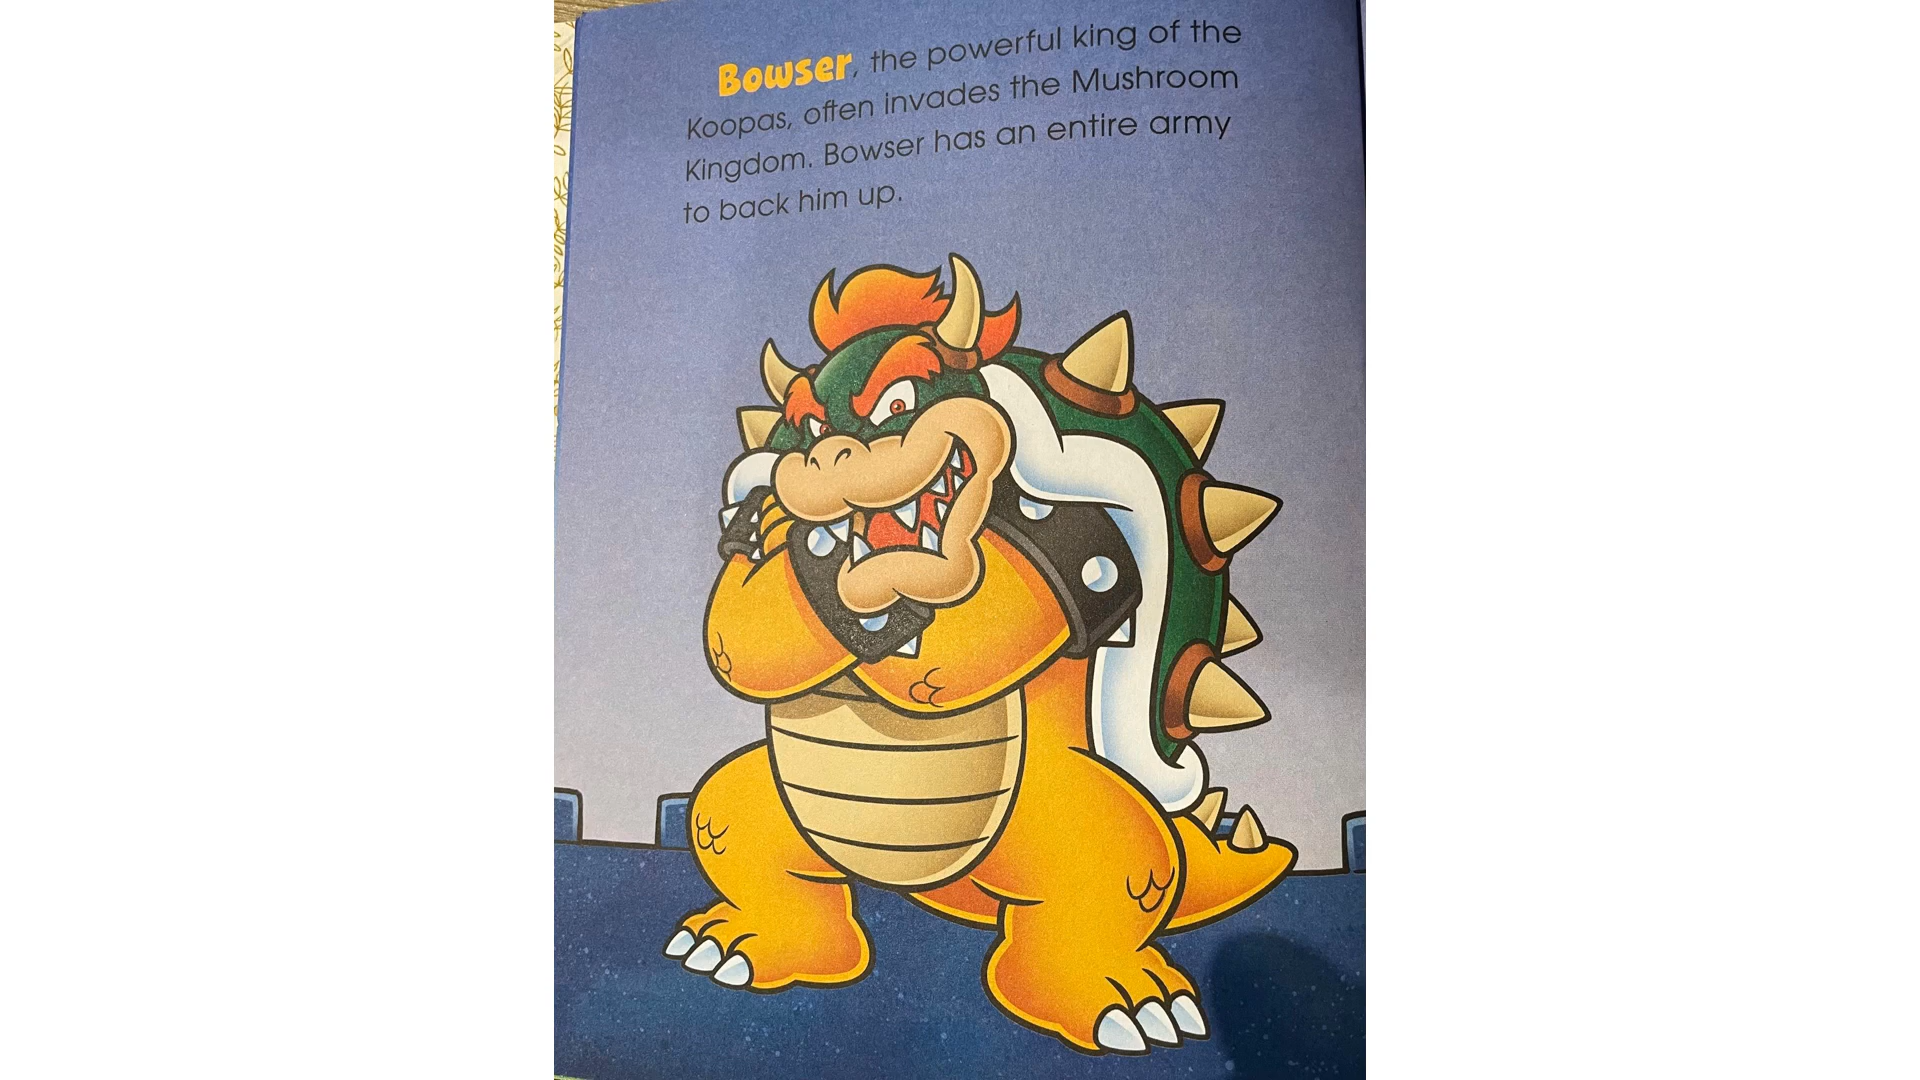 Bowser, the powerful king of the
Koopas, often invades the Mushroom
Kingdom. Bowser has an entire army
to back him up.